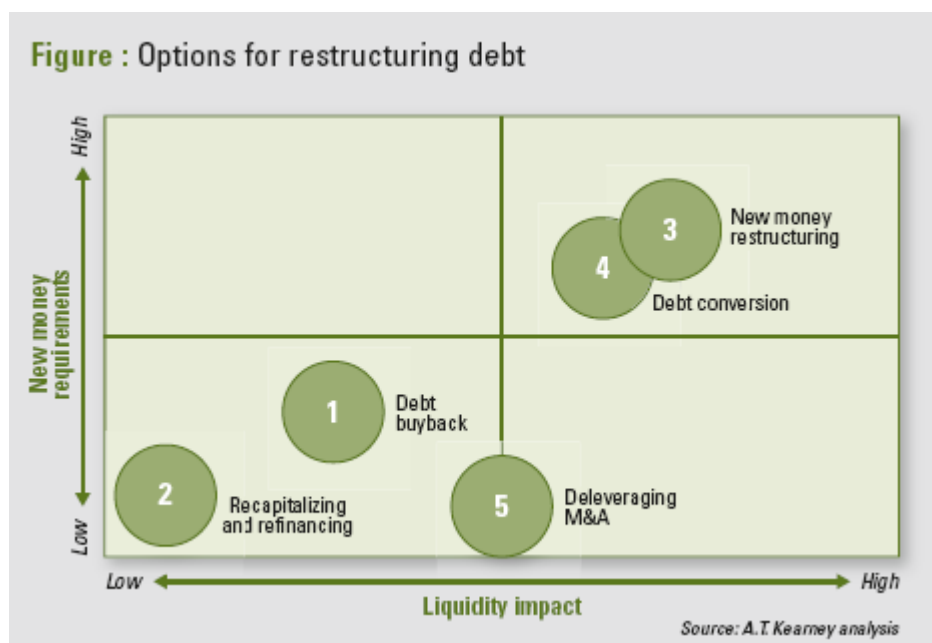 Figure : Options for restructuring debt
High
New money
requirements
Low
3
New money
restructuring
4
Debt conversion
1
Debt
buyback
2
Recapitalizing
and refinancing
5
Deleveraging
M&A
Low
High
Liquidity impact
Source: A.T. Kearney analysis